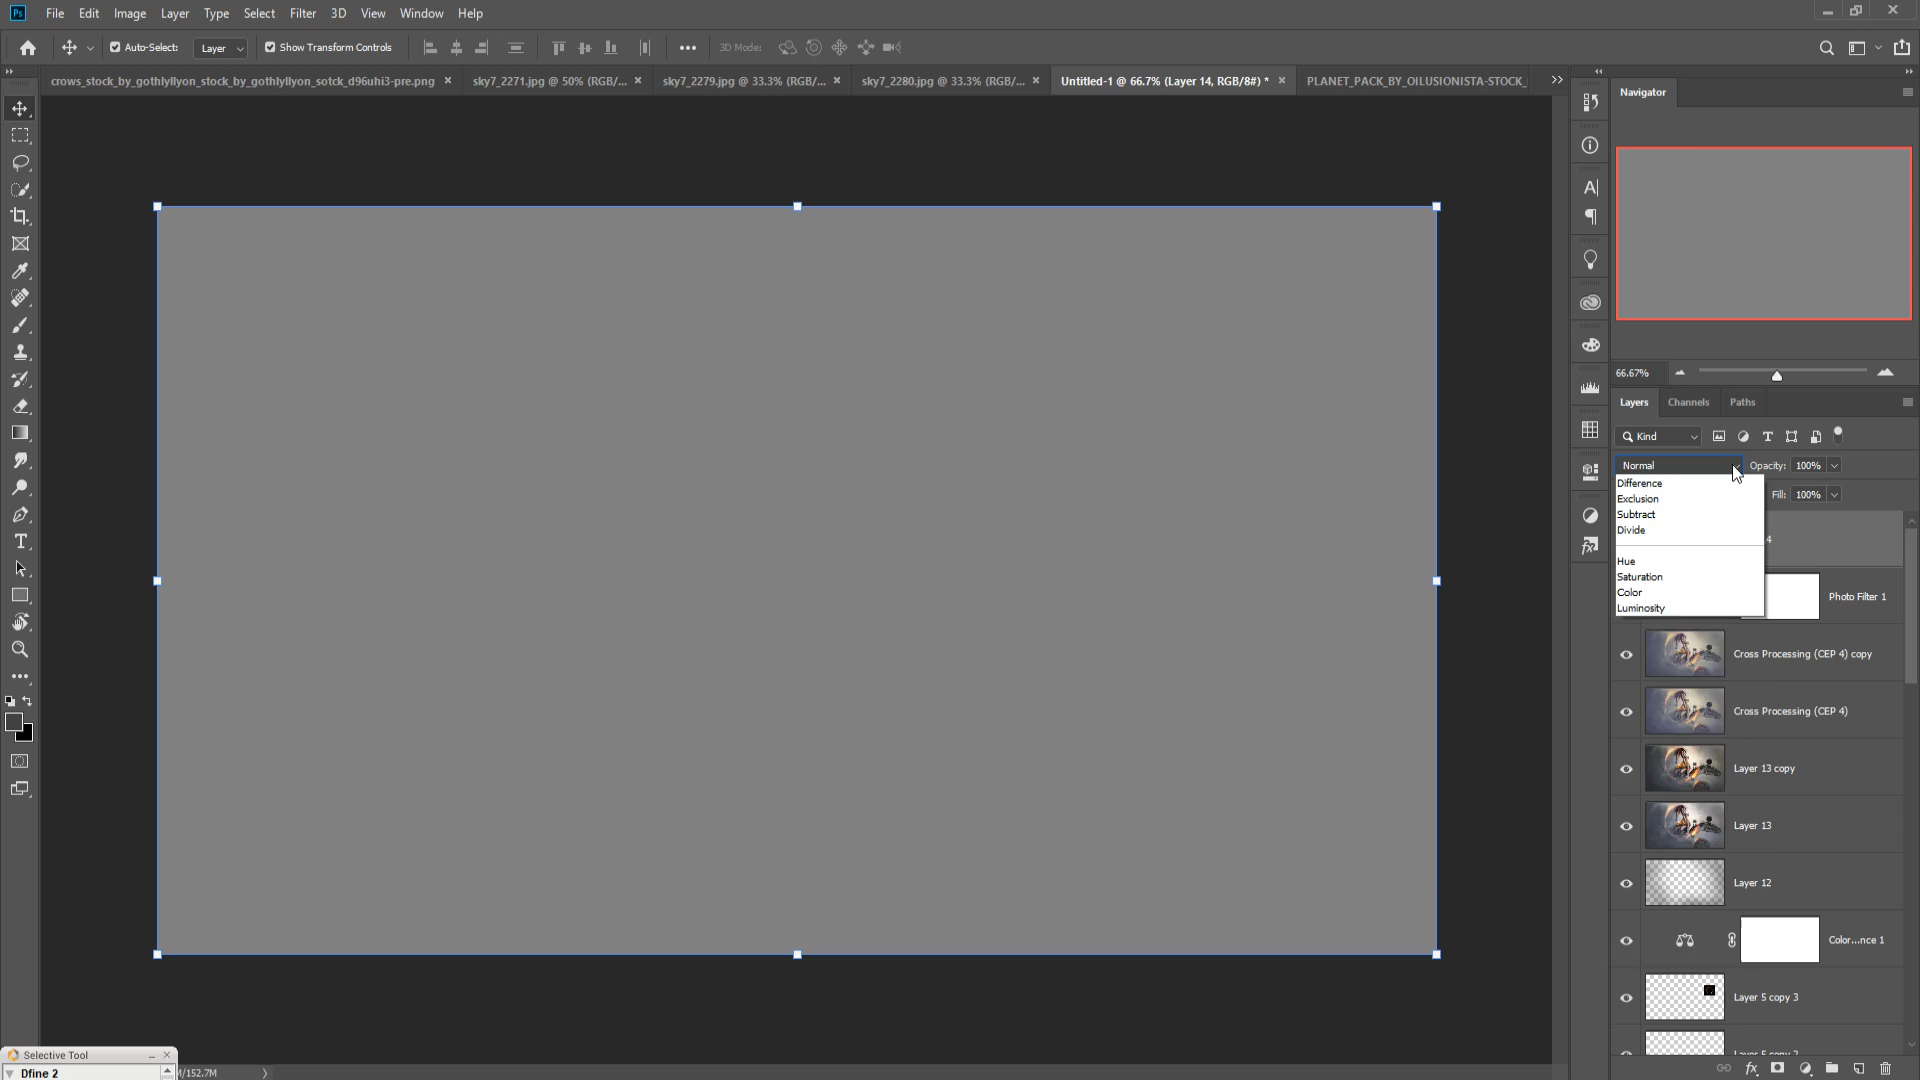 Ps File Edit Image Layer Type Select Filter 3D View Window Help
Auto-Select: Layer Show Transform Controls 3D Mode:
crows_stock_by_gothlyllyon_stock_by_gothlyllyon_sotck_d96uhi3-pre.png sky7_2271.jpg @ 50% (RGB/... sky7_2279.jpg @ 33.3% (RGB/... sky7_2280.jpg @ 33.3% (RGB/... Untitled-1 @ 66.7% (Layer 14, RGB/8#) * PLANET_PACK_BY_OILUSIONISTA-STOCK_
Navigator
66.67%
Layers Channels Paths
Kind
Normal Opacity: 100%
Difference
Exclusion Fill: 100%
Subtract
Divide
4
Hue
Saturation
Color
Luminosity
Photo Filter 1
Cross Processing (CEP 4) copy
Cross Processing (CEP 4)
Layer 13 copy
Layer 13
Layer 12
Color...nce 1
Layer 5 copy 3
Layer 5 copy 2
Selective Tool
Dfine 2
M/152.7M